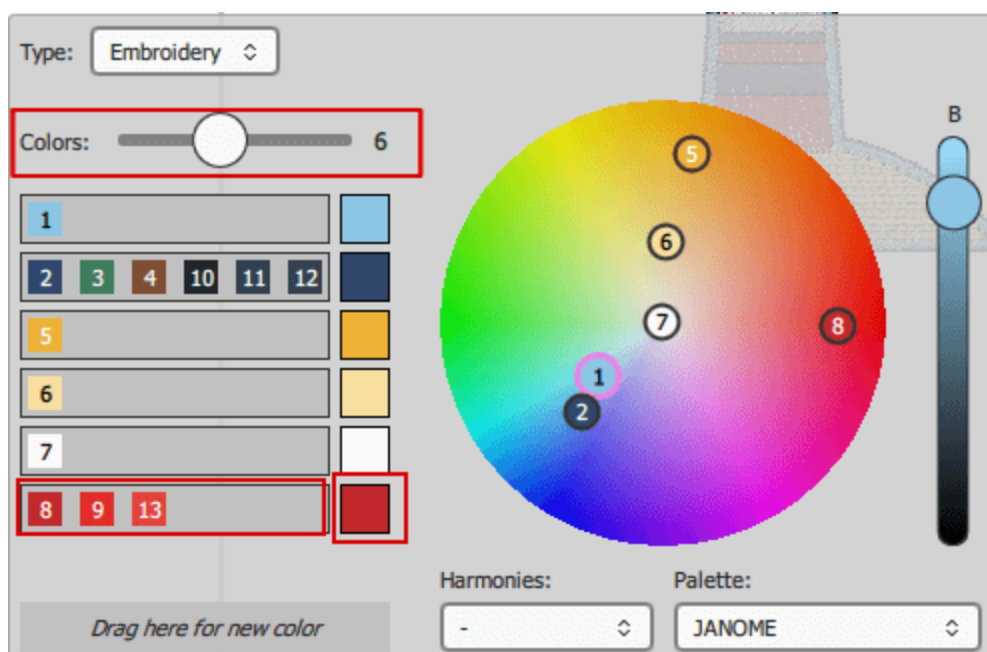 Type: Embroidery
Colors: 6
B
1
2 3 4 10 11 12
5
6
7
8 9 13
5
6
7
8
1
2
Drag here for new color
Harmonies: Palette:
- JANOME